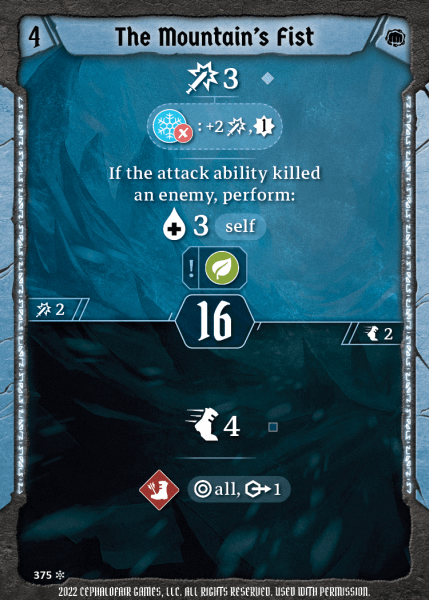 4 The Mountain's Fist
3
: +2 , 1
If the attack ability killed
an enemy, perform:
3 self
!
2
16
2
4
all, 1
375
2022 CEPHALOFAIR GAMES, LLC. ALL RIGHTS RESERVED. USED WITH PERMISSION.